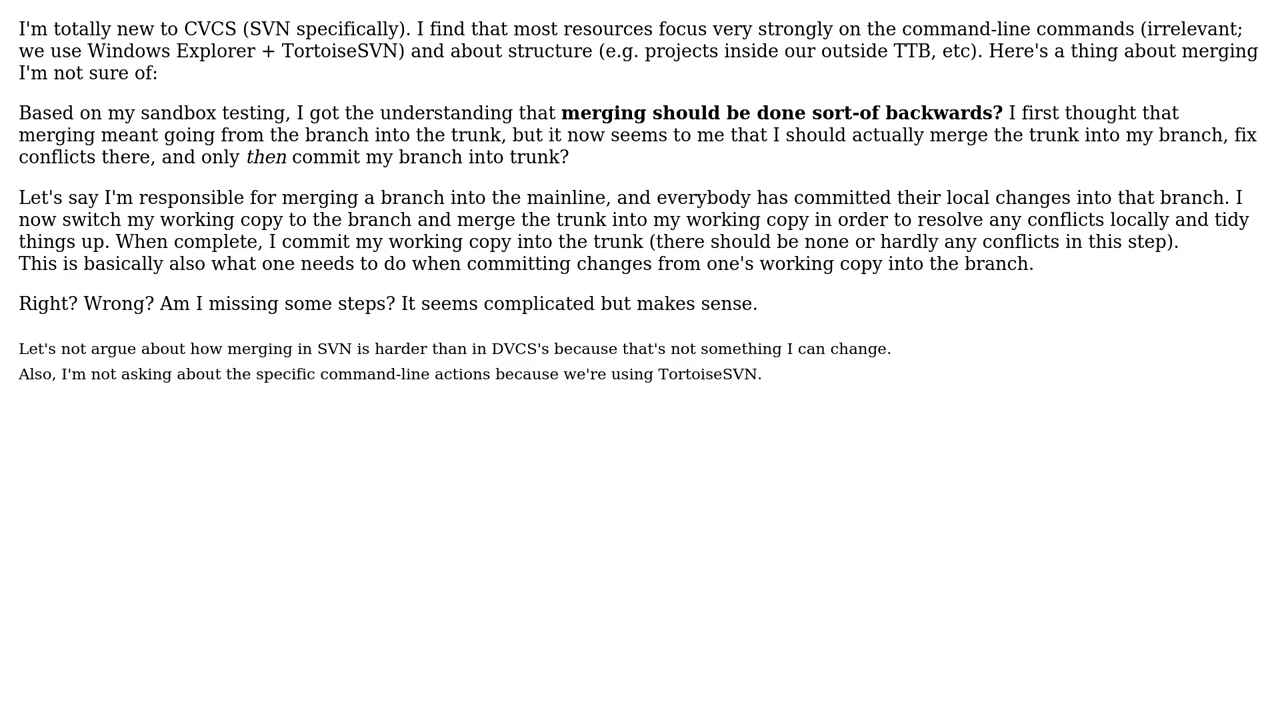 I'm totally new to CVCS (SVN specifically). I find that most resources focus very strongly on the command-line commands (irrelevant;
we use Windows Explorer + TortoiseSVN) and about structure (e.g. projects inside our outside TTB, etc). Here's a thing about merging
I'm not sure of:
Based on my sandbox testing, I got the understanding that merging should be done sort-of backwards? I first thought that
merging meant going from the branch into the trunk, but it now seems to me that I should actually merge the trunk into my branch, fix
conflicts there, and only then commit my branch into trunk?
Let's say I'm responsible for merging a branch into the mainline, and everybody has committed their local changes into that branch. I
now switch my working copy to the branch and merge the trunk into my working copy in order to resolve any conflicts locally and tidy
things up. When complete, I commit my working copy into the trunk (there should be none or hardly any conflicts in this step).
This is basically also what one needs to do when committing changes from one's working copy into the branch.
Right? Wrong? Am I missing some steps? It seems complicated but makes sense.
Let's not argue about how merging in SVN is harder than in DVCS's because that's not something I can change.
Also, I'm not asking about the specific command-line actions because we're using TortoiseSVN.